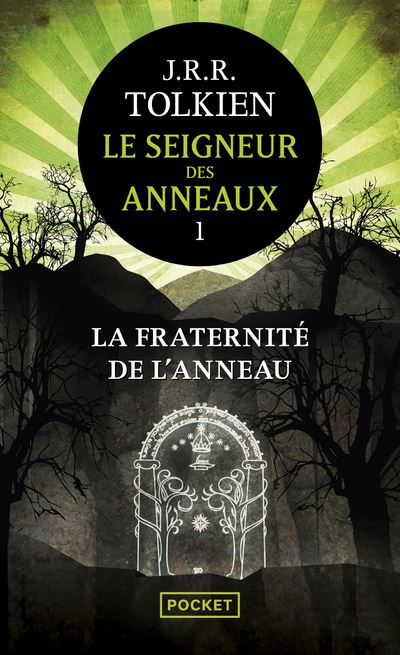 J.R.R.
TOLKIEN
LE SEIGNEUR
DES
ANNEAUX
1
LA FRATERNITÉ
DE L'ANNEAU
POCKET